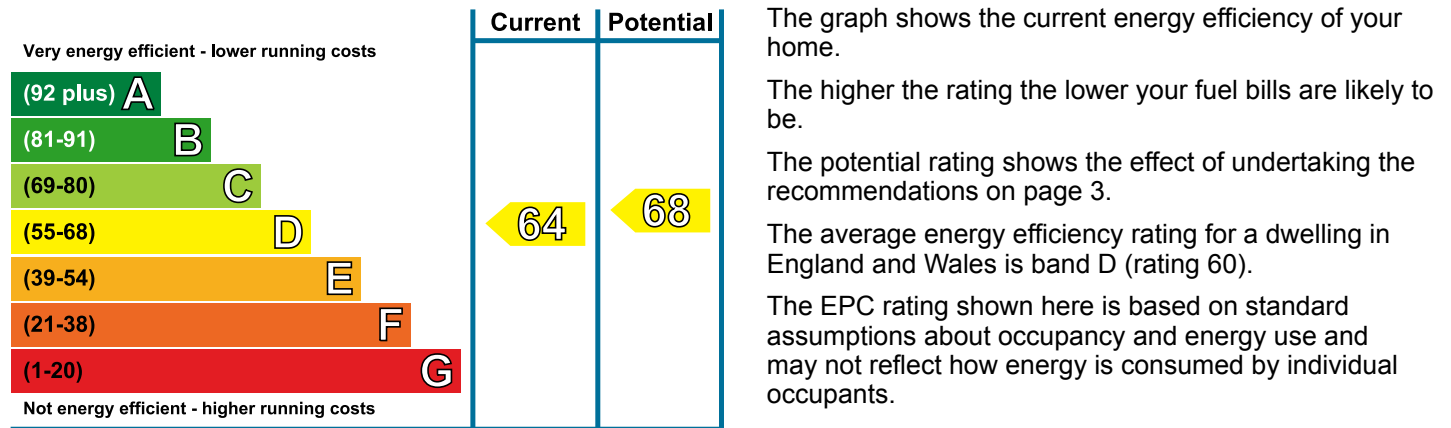 Current Potential
Very energy efficient - lower running costs
(92 plus) A
(81-91) B
(69-80) C
(55-68) D
(39-54) E
(21-38) F
(1-20) G
Not energy efficient - higher running costs
64 68
The graph shows the current energy efficiency of your
home.
The higher the rating the lower your fuel bills are likely to
be.
The potential rating shows the effect of undertaking the
recommendations on page 3.
The average energy efficiency rating for a dwelling in
England and Wales is band D (rating 60).
The EPC rating shown here is based on standard
assumptions about occupancy and energy use and
may not reflect how energy is consumed by individual
occupants.